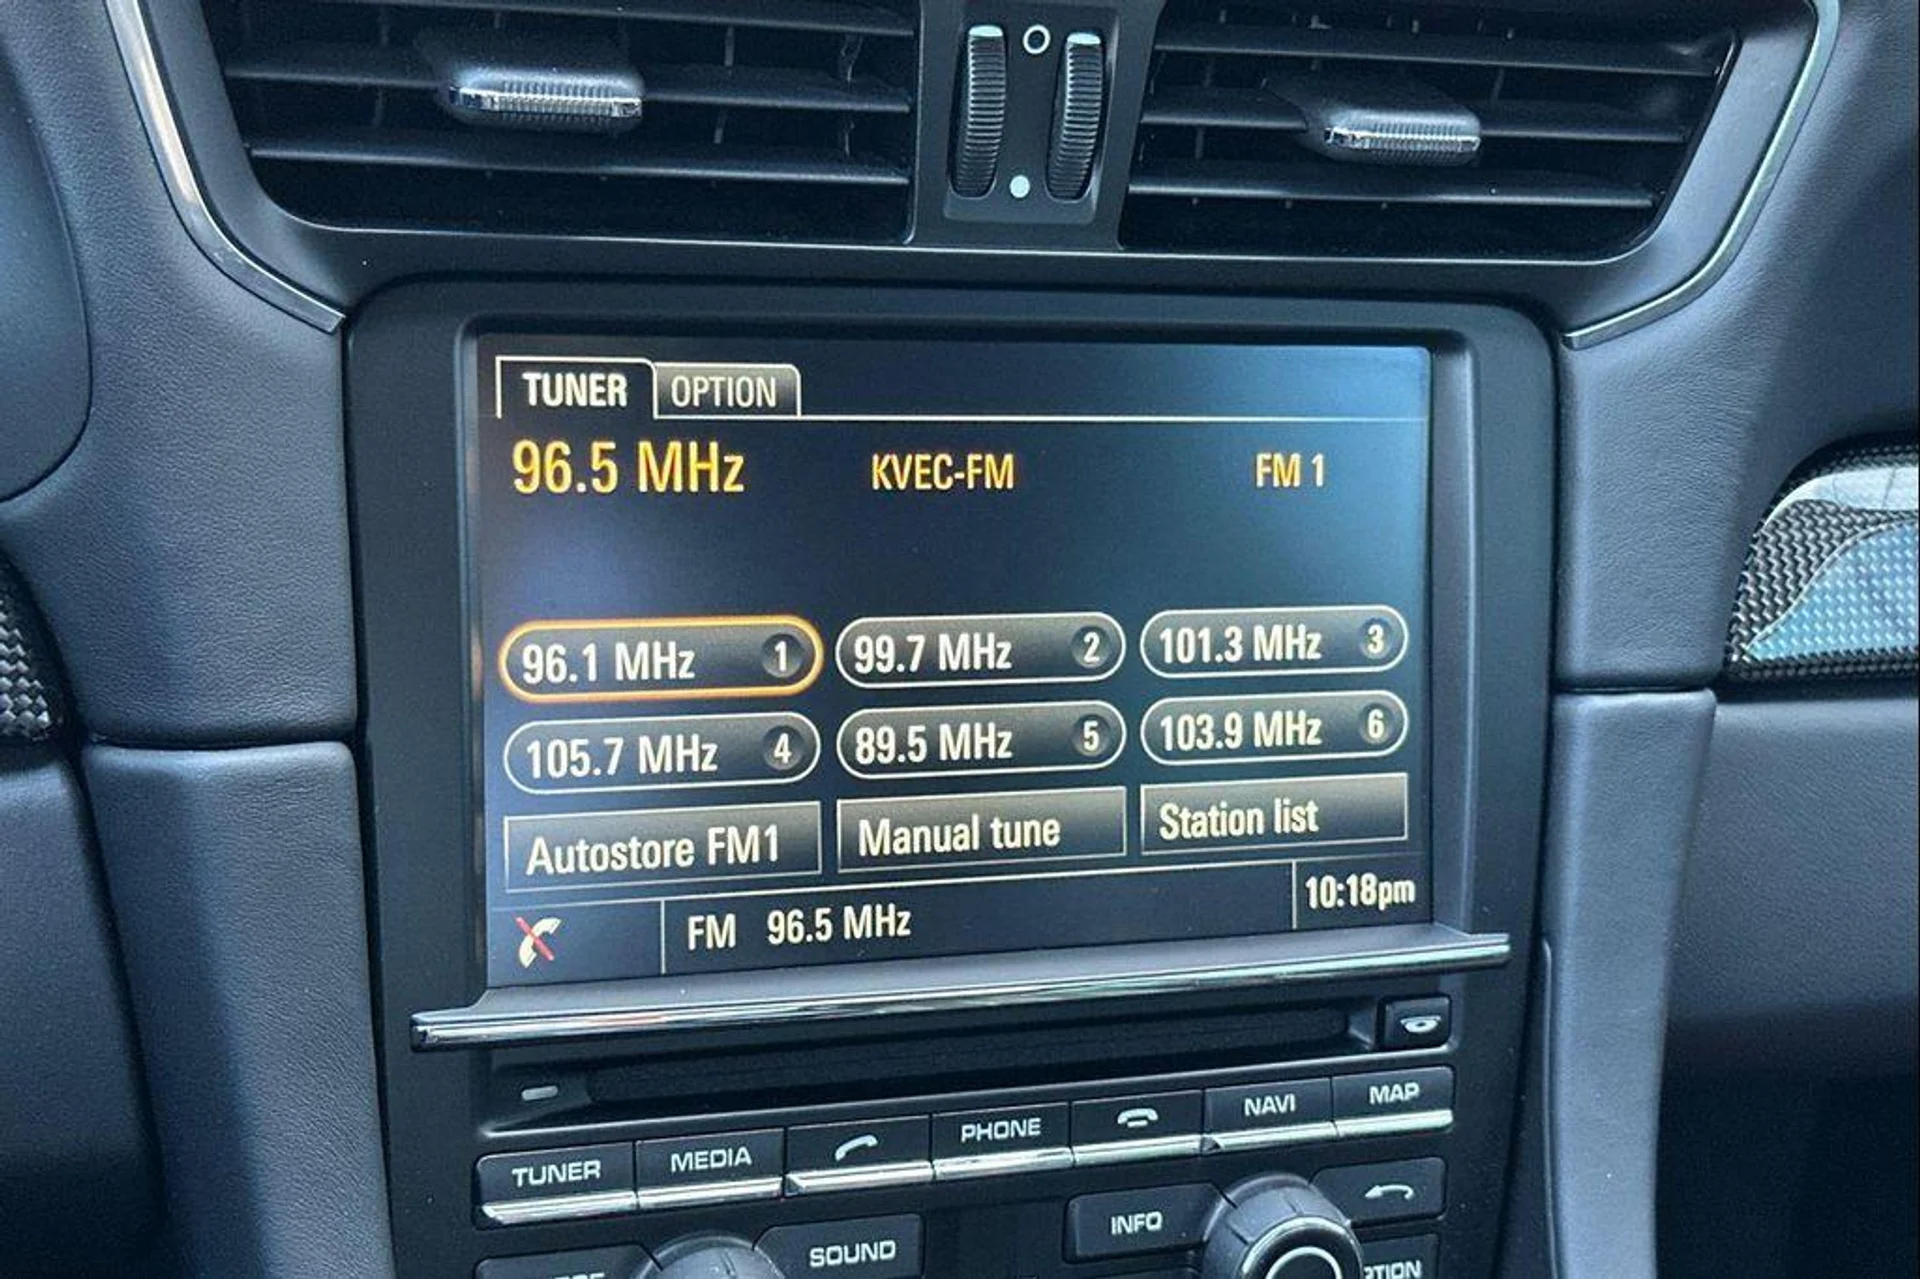 TUNER OPTION
96.5 MHz KVEC-FM FM 1
96.1 MHz 1 99.7 MHz 2 101.3 MHz 3
105.7 MHz 4 89.5 MHz 5 103.9 MHz 6
Autostore FM1 Manual tune Station list
FM 96.5 MHz 10:18pm
TUNER MEDIA PHONE NAVI MAP
SOUND INFO